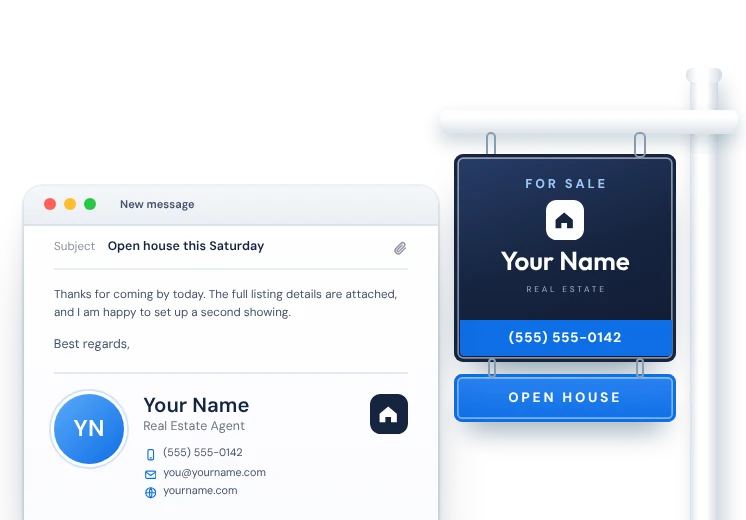 New message
Subject Open house this Saturday
Thanks for coming by today. The full listing details are attached,
and I am happy to set up a second showing.
Best regards,
YN
Your Name
Real Estate Agent
(555) 555-0142
you@yourname.com
yourname.com
FOR SALE
Your Name
REAL ESTATE
(555) 555-0142
OPEN HOUSE